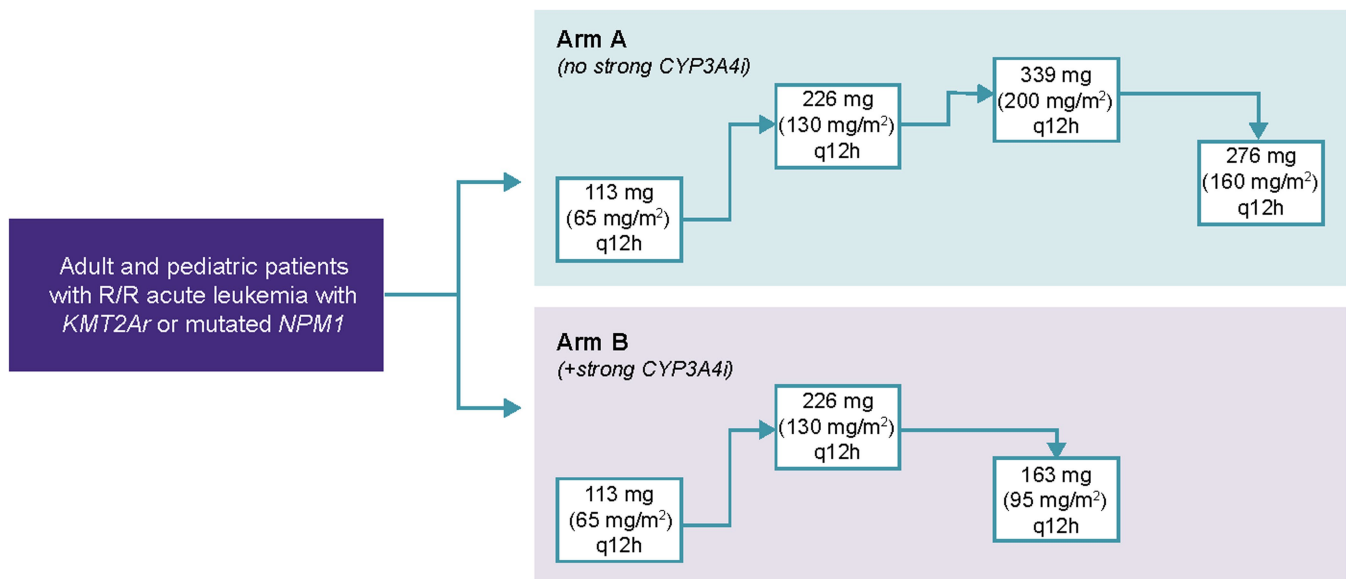 Adult and pediatric patients
with R/R acute leukemia with
KMT2Ar or mutated NPM1
Arm A
(no strong CYP3A4i)
113 mg
(65 mg/m²)
q12h
226 mg
(130 mg/m²)
q12h
339 mg
(200 mg/m²)
q12h
276 mg
(160 mg/m²)
q12h
Arm B
(+strong CYP3A4i)
113 mg
(65 mg/m²)
q12h
226 mg
(130 mg/m²)
q12h
163 mg
(95 mg/m²)
q12h